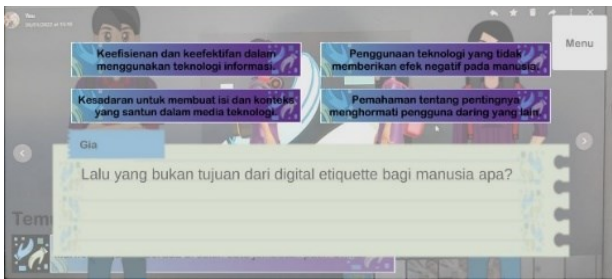 Menu
Keefisienan dan keefektifan dalam
menggunakan teknologi informasi.
Penggunaan teknologi yang tidak
memberikan efek negatif pada manusia.
Kesadaran untuk membuat isi dan konteks
yang santun dalam media teknologi.
Pemahaman tentang pentingnya
menghormati pengguna daring yang lain.
Gia
Lalu yang bukan tujuan dari digital etiquette bagi manusia apa?